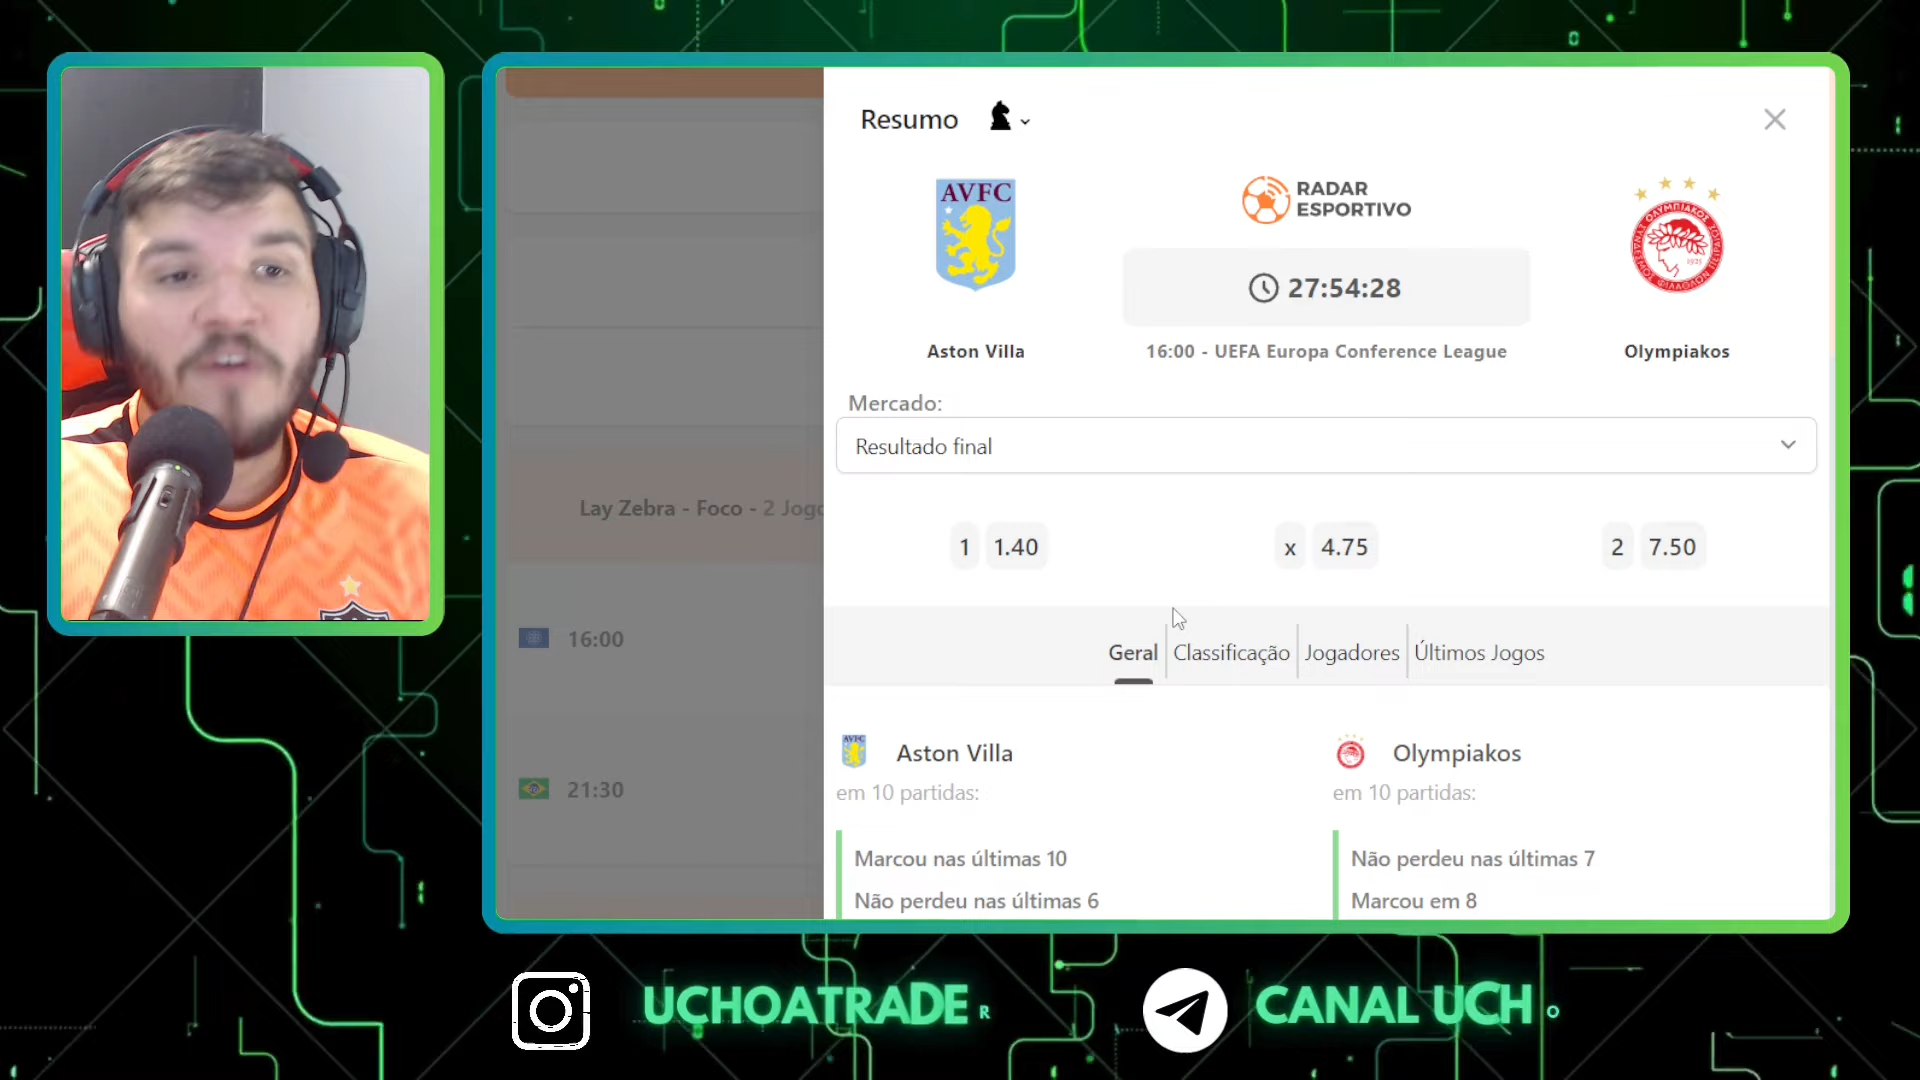 Resumo
AVFC
RADAR
ESPORTIVO
27:54:28
Aston Villa
16:00 - UEFA Europa Conference League
Olympiakos
Mercado:
Resultado final
Lay Zebra - Foco - 2 Jogo
1 1.40
x 4.75
2 7.50
16:00
Geral
Classificação
Jogadores
Últimos Jogos
Aston Villa
Olympiakos
em 10 partidas:
em 10 partidas:
21:30
Marcou nas últimas 10
Não perdeu nas últimas 7
Não perdeu nas últimas 6
Marcou em 8
UCHOATRADE R
CANAL UCH O